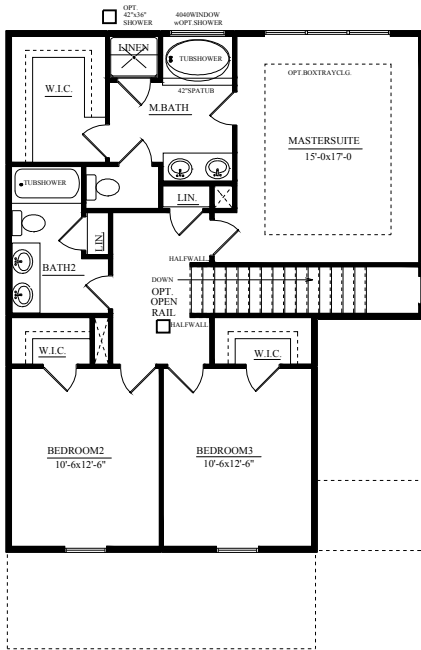 OPT.
42"x36"
SHOWER
4040WINDOW
wOPT.SHOWER
LINEN
TUBSHOWER
OPT.BOXTRAYCLG.
W.I.C.
42"SPATUB
M.BATH
MASTERSUITE
15'-0x17'-0
TUBSHOWER
LIN.
LIN.
HALFWALL
BATH2
DOWN
OPT.
OPEN
RAIL
HALFWALL
W.I.C.
W.I.C.
BEDROOM2
10'-6x12'-6"
BEDROOM3
10'-6x12'-6"